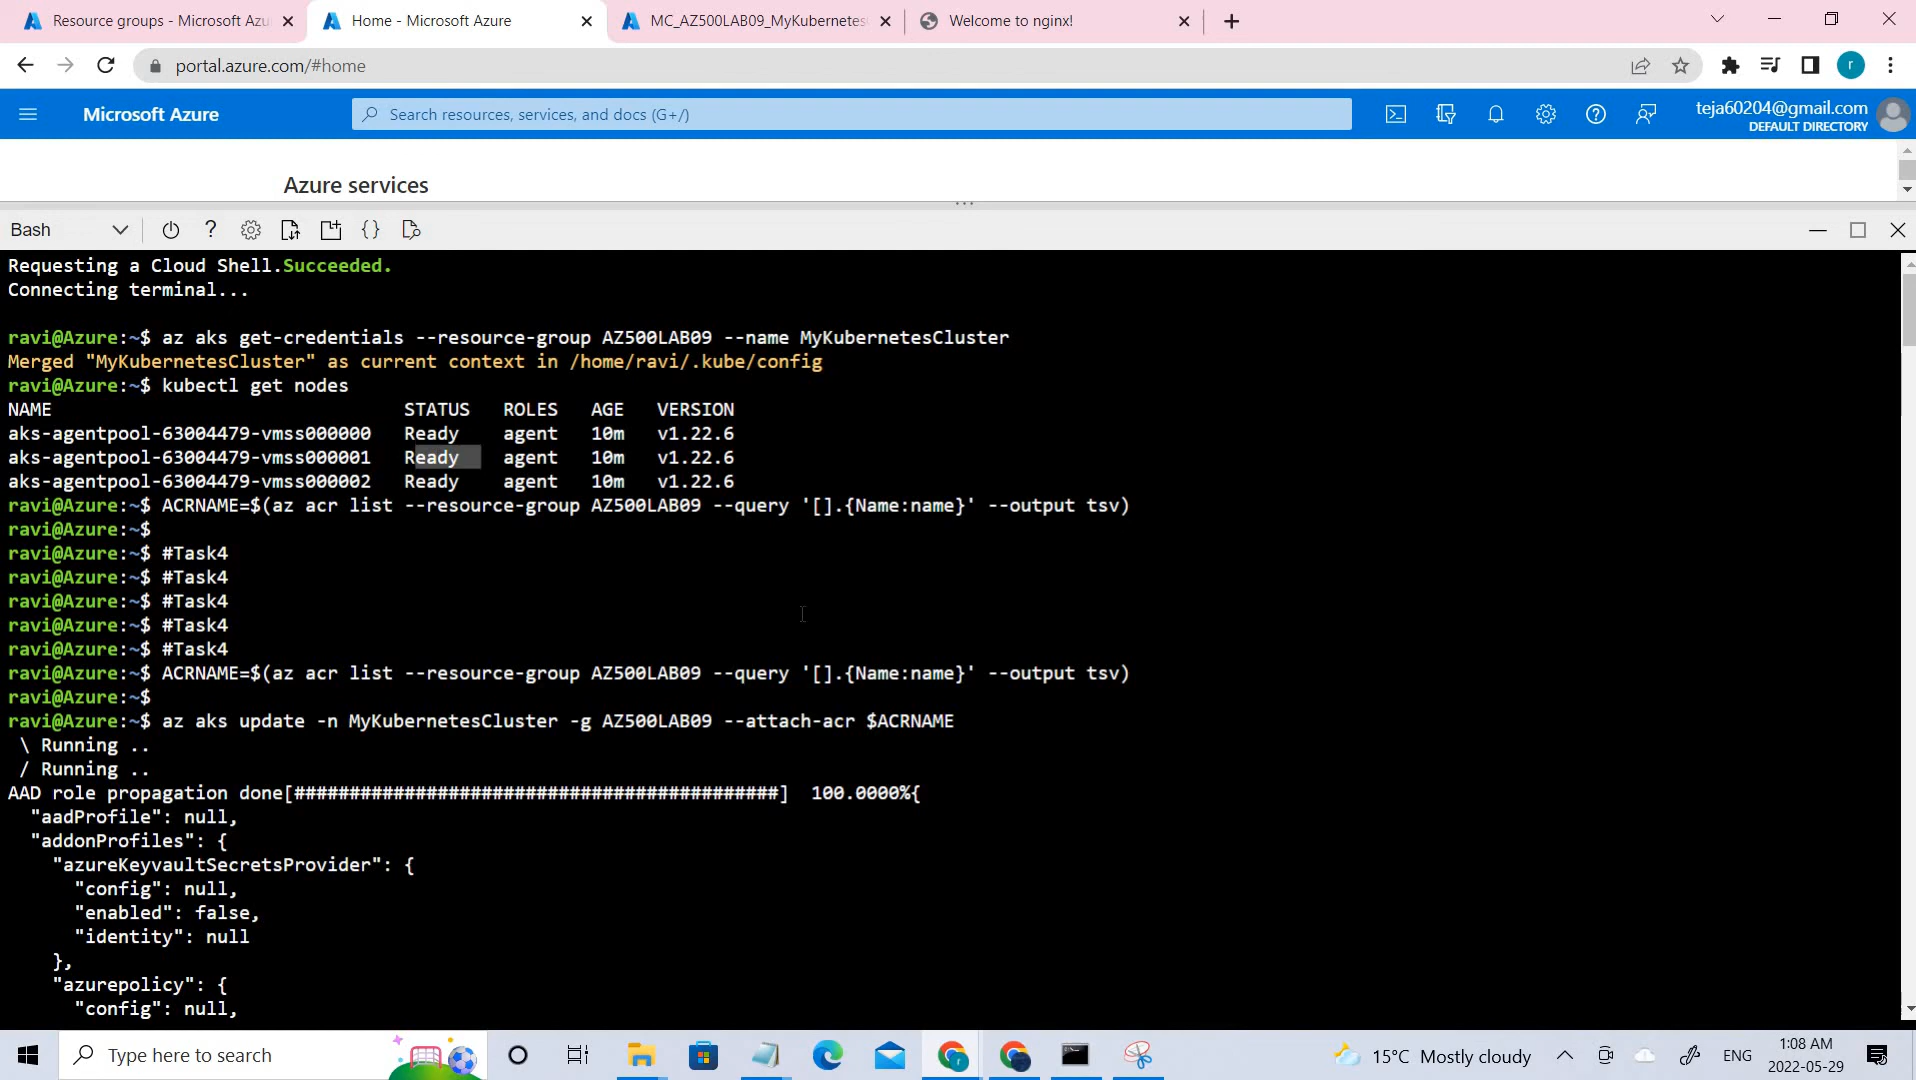 Resource groups - Microsoft Azu
Home - Microsoft Azure
MC_AZ500LAB09_MyKubernetes
Welcome to nginx!
portal.azure.com/#home
r
Microsoft Azure
Search resources, services, and docs (G+/)
teja60204@gmail.com
DEFAULT DIRECTORY
Azure services
Bash
Requesting a Cloud Shell.Succeeded.
Connecting terminal...
ravi@Azure:~$ az aks get-credentials --resource-group AZ500LAB09 --name MyKubernetesCluster
Merged "MyKubernetesCluster" as current context in /home/ravi/.kube/config
ravi@Azure:~$ kubectl get nodes
NAME STATUS ROLES AGE VERSION
aks-agentpool-63004479-vmss000000 Ready agent 10m v1.22.6
aks-agentpool-63004479-vmss000001 Ready agent 10m v1.22.6
aks-agentpool-63004479-vmss000002 Ready agent 10m v1.22.6
ravi@Azure:~$ ACRNAME=$(az acr list --resource-group AZ500LAB09 --query '[].{Name:name}' --output tsv)
ravi@Azure:~$
ravi@Azure:~$ #Task4
ravi@Azure:~$ #Task4
ravi@Azure:~$ #Task4
ravi@Azure:~$ #Task4
ravi@Azure:~$ #Task4
ravi@Azure:~$ ACRNAME=$(az acr list --resource-group AZ500LAB09 --query '[].{Name:name}' --output tsv)
ravi@Azure:~$
ravi@Azure:~$ az aks update -n MyKubernetesCluster -g AZ500LAB09 --attach-acr $ACRNAME
\ Running ..
/ Running ..
AAD role propagation done[############################################] 100.0000%{
"aadProfile": null,
"addonProfiles": {
"azureKeyvaultSecretsProvider": {
"config": null,
"enabled": false,
"identity": null
},
"azurepolicy": {
"config": null,
Type here to search
15°C Mostly cloudy
ENG
1:08 AM
2022-05-29